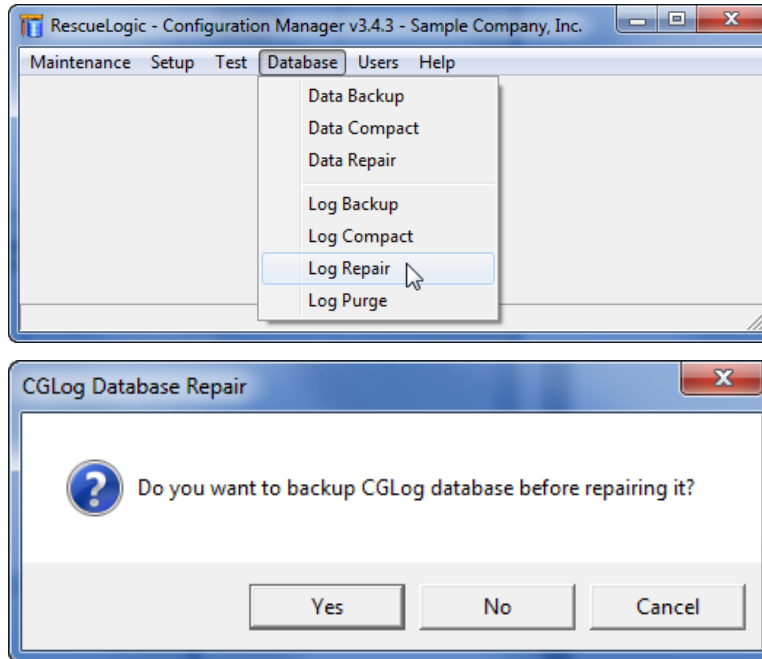 RescueLogic - Configuration Manager v3.4.3 - Sample Company, Inc.
Maintenance Setup Test Database Users Help
Data Backup
Data Compact
Data Repair
Log Backup
Log Compact
Log Repair
Log Purge
CGLog Database Repair
Do you want to backup CGLog database before repairing it?
Yes No Cancel